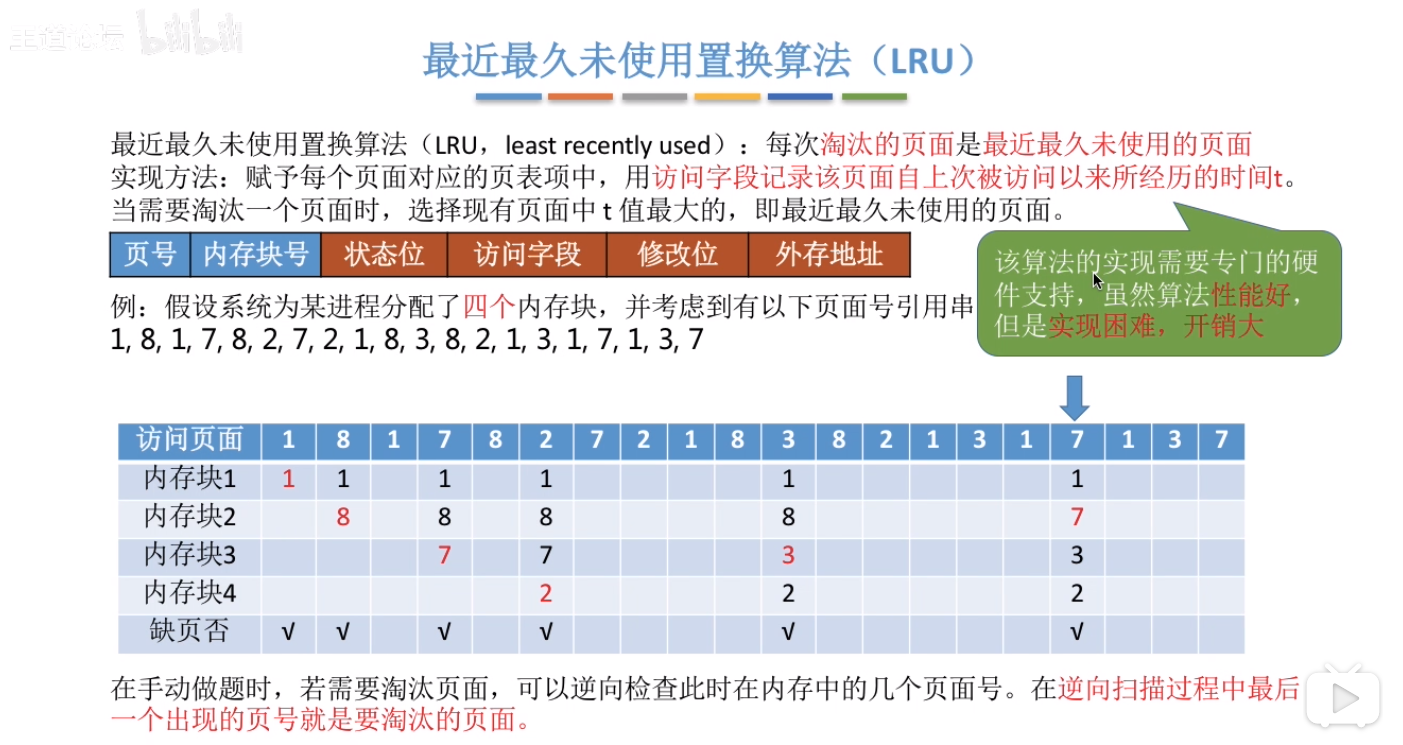 王道论坛 bilibili
最近最久未使用置换算法（LRU）
最近最久未使用置换算法（LRU，least recently used）：每次淘汰的页面是最近最久未使用的页面
实现方法：赋予每个页面对应的页表项中，用访问字段记录该页面自上次被访问以来所经历的时间t。
当需要淘汰一个页面时，选择现有页面中 t 值最大的，即最近最久未使用的页面。
页号 内存块号 状态位 访问字段 修改位 外存地址
该算法的实现需要专门的硬
件支持，虽然算法性能好，
但是实现困难，开销大
例：假设系统为某进程分配了四个内存块，并考虑到有以下页面号引用串
1, 8, 1, 7, 8, 2, 7, 2, 1, 8, 3, 8, 2, 1, 3, 1, 7, 1, 3, 7
访问页面 1 8 1 7 8 2 7 2 1 8 3 8 2 1 3 1 7 1 3 7
内存块1 1 1 1 1 1 1
内存块2 8 8 8 8 7
内存块3 7 7 3 3
内存块4 2 2 2
缺页否 √ √ √ √ √ √
在手动做题时，若需要淘汰页面，可以逆向检查此时在内存中的几个页面号。在逆向扫描过程中最后
一个出现的页号就是要淘汰的页面。